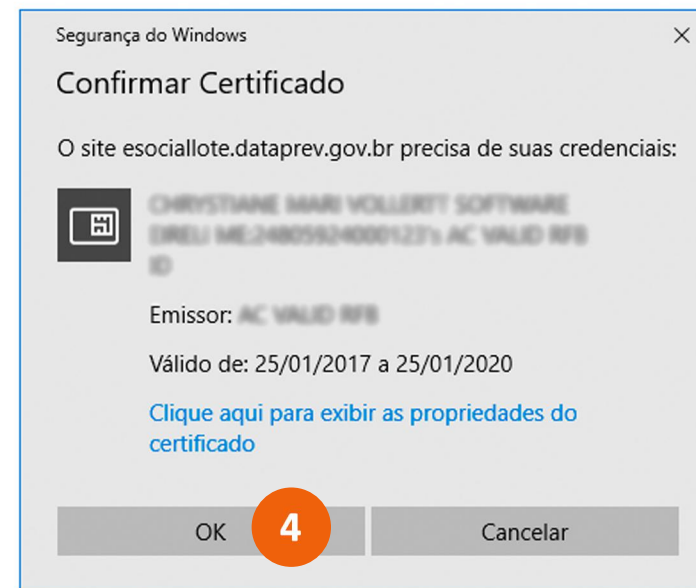 Segurança do Windows
Confirmar Certificado
O site esociallote.dataprev.gov.br precisa de suas credenciais:
Emissor:
Válido de: 25/01/2017 a 25/01/2020
Clique aqui para exibir as propriedades do
certificado
OK 4 Cancelar